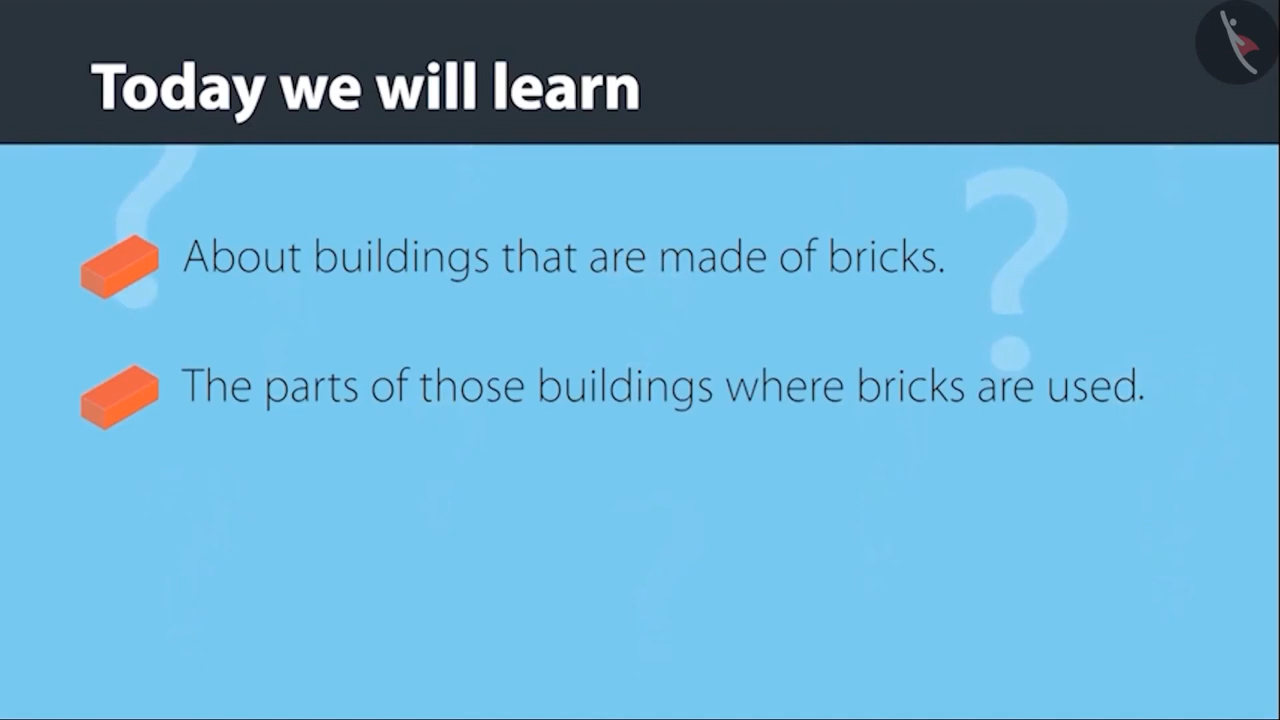 Today we will learn
About buildings that are made of bricks.
The parts of those buildings where bricks are used.